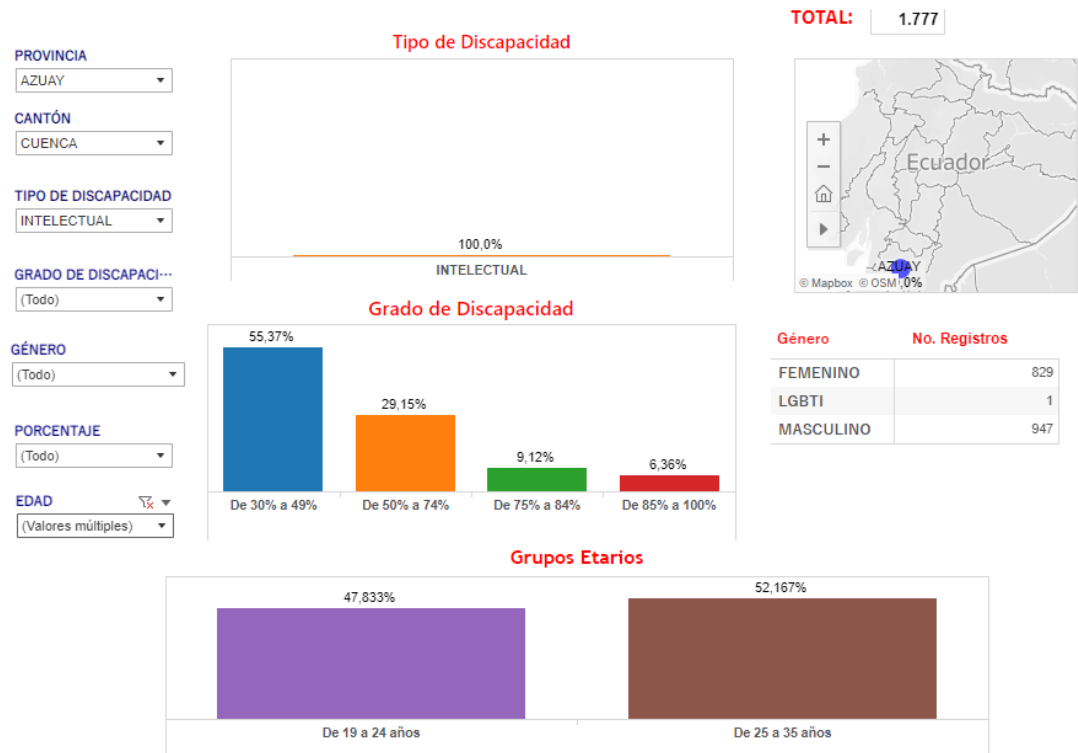 TOTAL: 1.777
PROVINCIA
AZUAY
CANTÓN
CUENCA
TIPO DE DISCAPACIDAD
INTELECTUAL
GRADO DE DISCAPACI···
(Todo)
GÉNERO
(Todo)
PORCENTAJE
(Todo)
EDAD
(Valores múltiples)
Tipo de Discapacidad
100,0%
INTELECTUAL
Ecuador
AZUAY
© Mapbox © OSM ,0%
Grado de Discapacidad
55,37%
29,15%
9,12%
6,36%
De 30% a 49% De 50% a 74% De 75% a 84% De 85% a 100%
Género No. Registros
FEMENINO 829
LGBTI 1
MASCULINO 947
Grupos Etarios
47,833%
52,167%
De 19 a 24 años De 25 a 35 años